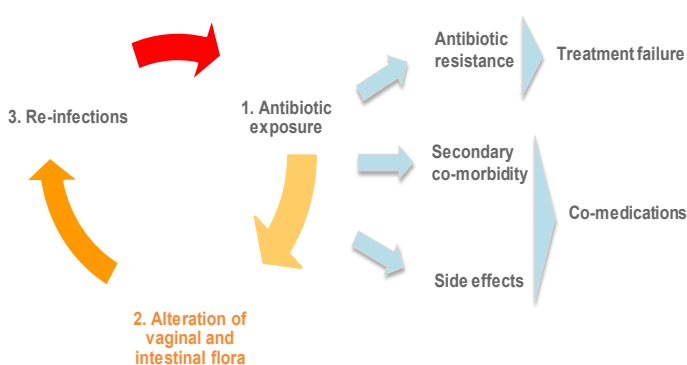 Antibiotic
resistance
Treatment failure
3. Re-infections
1. Antibiotic
exposure
Secondary
co-morbidity
Co-medications
Side effects
2. Alteration of
vaginal and
intestinal flora